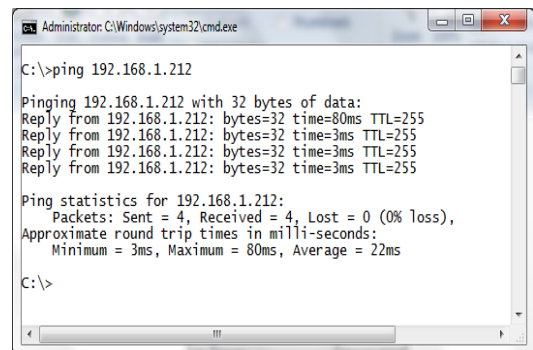 Administrator: C:\Windows\system32\cmd.exe
C:\>ping 192.168.1.212
Pinging 192.168.1.212 with 32 bytes of data:
Reply from 192.168.1.212: bytes=32 time=80ms TTL=255
Reply from 192.168.1.212: bytes=32 time=3ms TTL=255
Reply from 192.168.1.212: bytes=32 time=3ms TTL=255
Reply from 192.168.1.212: bytes=32 time=3ms TTL=255
Ping statistics for 192.168.1.212:
    Packets: Sent = 4, Received = 4, Lost = 0 (0% loss),
Approximate round trip times in milli-seconds:
    Minimum = 3ms, Maximum = 80ms, Average = 22ms
C:\>